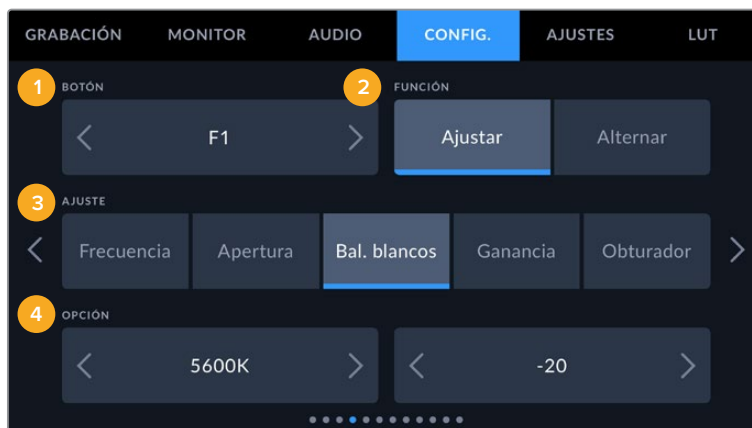 GRABACIÓN MONITOR AUDIO CONFIG. AJUSTES LUT
1 BOTÓN 2 FUNCIÓN
F1 Ajustar Alternar
3 AJUSTE
Frecuencia Apertura Bal. blancos Ganancia Obturador
4 OPCIÓN
5600K -20